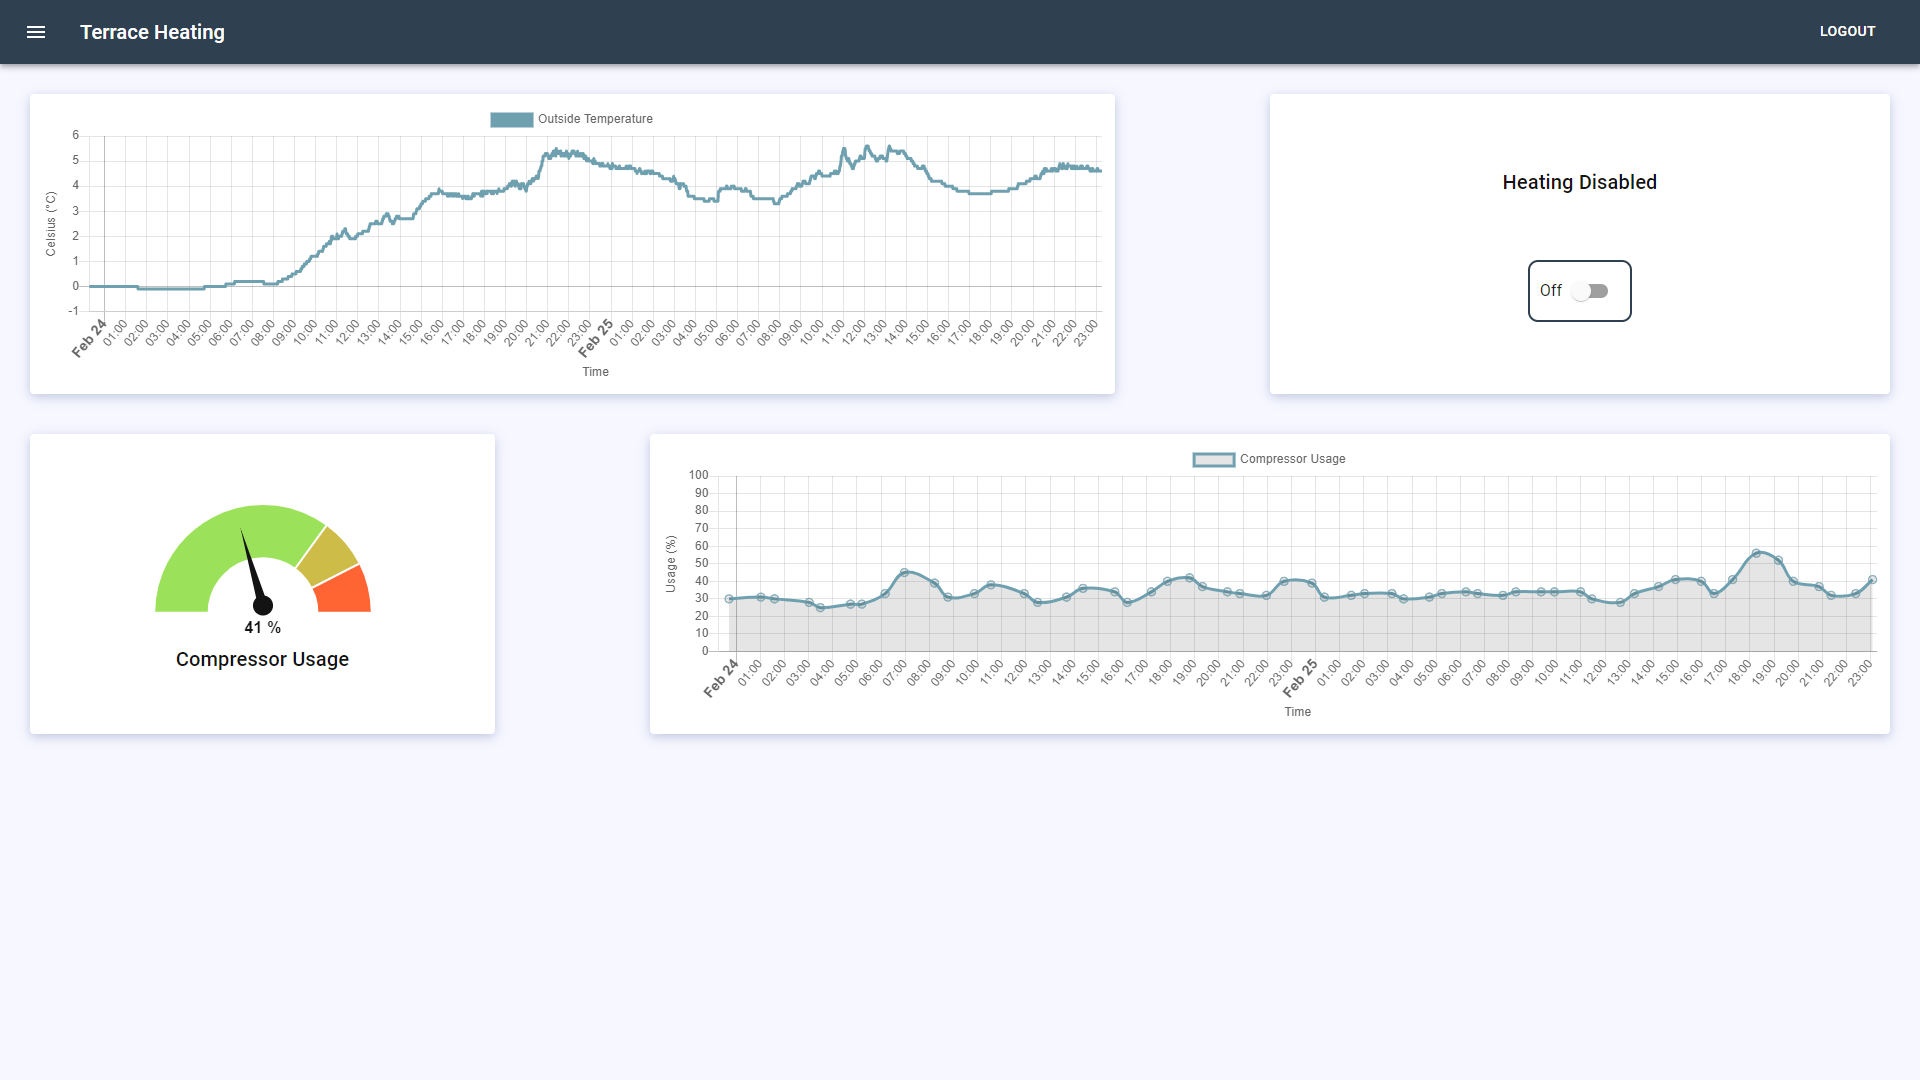 Terrace Heating
LOGOUT
Outside Temperature
6
5
4
3
2
1
0
-1
Celsius (°C)
Feb 24 01:00 02:00 03:00 04:00 05:00 06:00 07:00 08:00 09:00 10:00 11:00 12:00 13:00 14:00 15:00 16:00 17:00 18:00 19:00 20:00 21:00 22:00 23:00 Feb 25 01:00 02:00 03:00 04:00 05:00 06:00 07:00 08:00 09:00 10:00 11:00 12:00 13:00 14:00 15:00 16:00 17:00 18:00 19:00 20:00 21:00 22:00 23:00
Time
Heating Disabled
Off
41 %
Compressor Usage
Compressor Usage
100
90
80
70
60
50
40
30
20
10
0
Usage (%)
Feb 24 01:00 02:00 03:00 04:00 05:00 06:00 07:00 08:00 09:00 10:00 11:00 12:00 13:00 14:00 15:00 16:00 17:00 18:00 19:00 20:00 21:00 22:00 23:00 Feb 25 01:00 02:00 03:00 04:00 05:00 06:00 07:00 08:00 09:00 10:00 11:00 12:00 13:00 14:00 15:00 16:00 17:00 18:00 19:00 20:00 21:00 22:00 23:00
Time